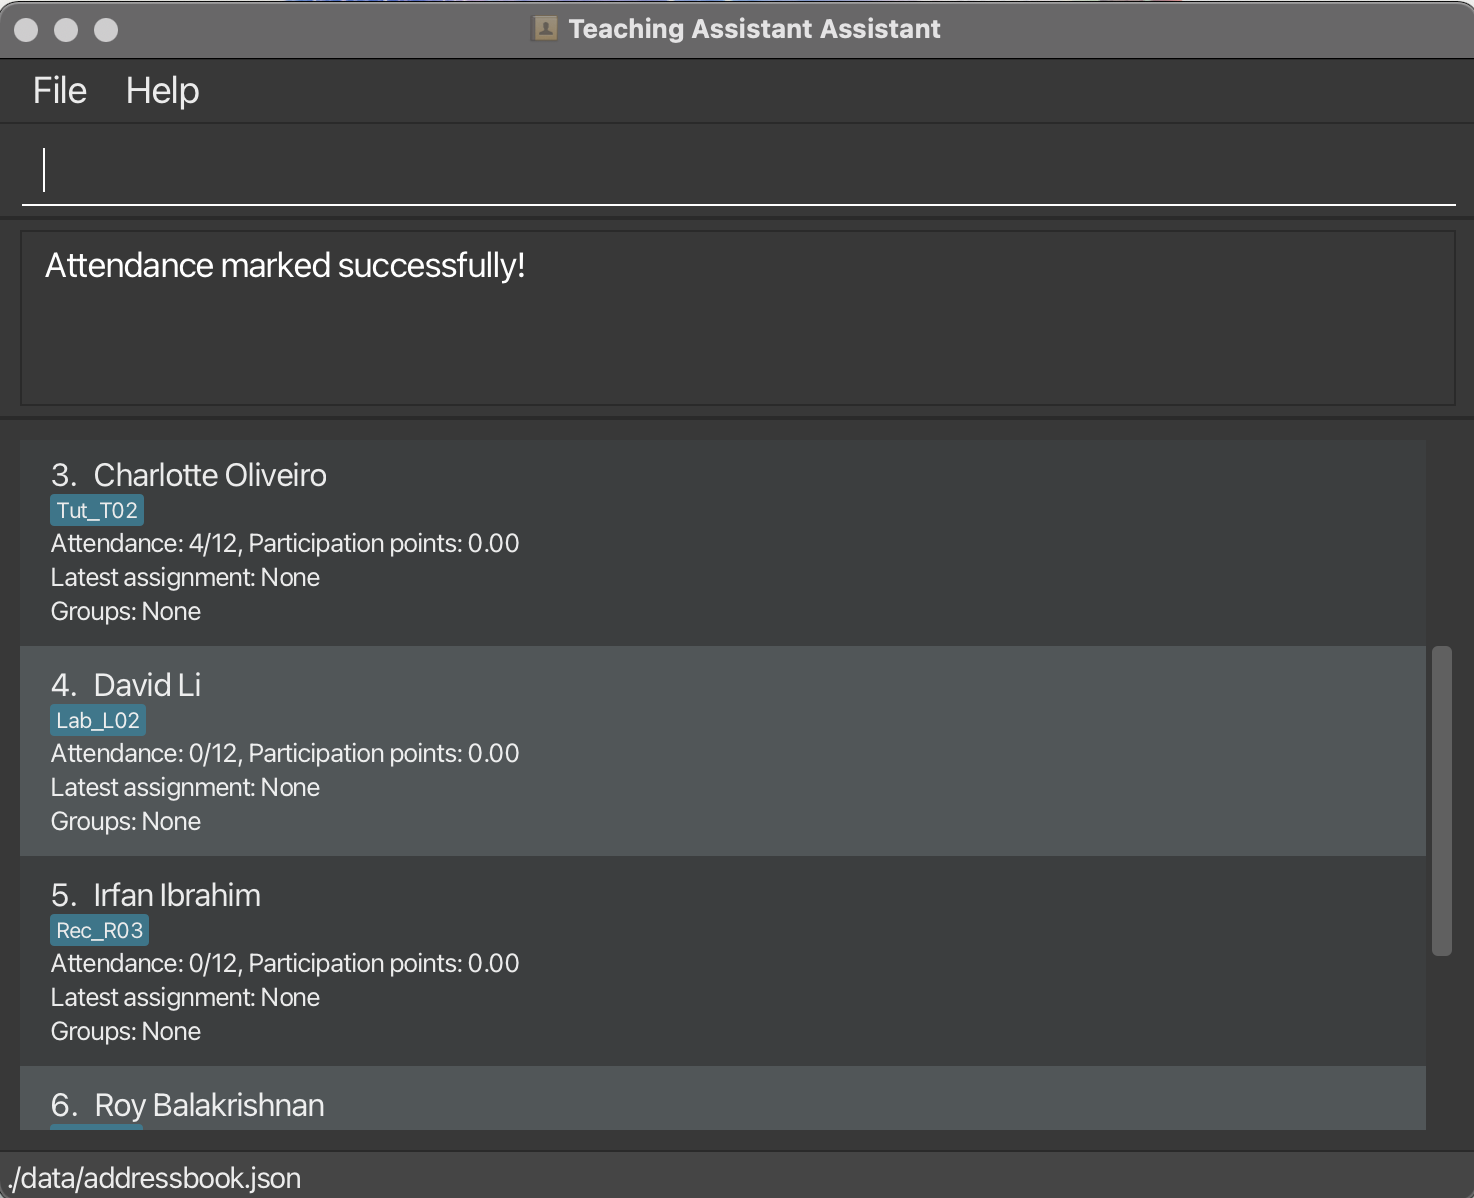 Teaching Assistant Assistant
File Help
Attendance marked successfully!
3. Charlotte Oliveiro
Tut_T02
Attendance: 4/12, Participation points: 0.00
Latest assignment: None
Groups: None
4. David Li
Lab_L02
Attendance: 0/12, Participation points: 0.00
Latest assignment: None
Groups: None
5. Irfan Ibrahim
Rec_R03
Attendance: 0/12, Participation points: 0.00
Latest assignment: None
Groups: None
6. Roy Balakrishnan
./data/addressbook.json